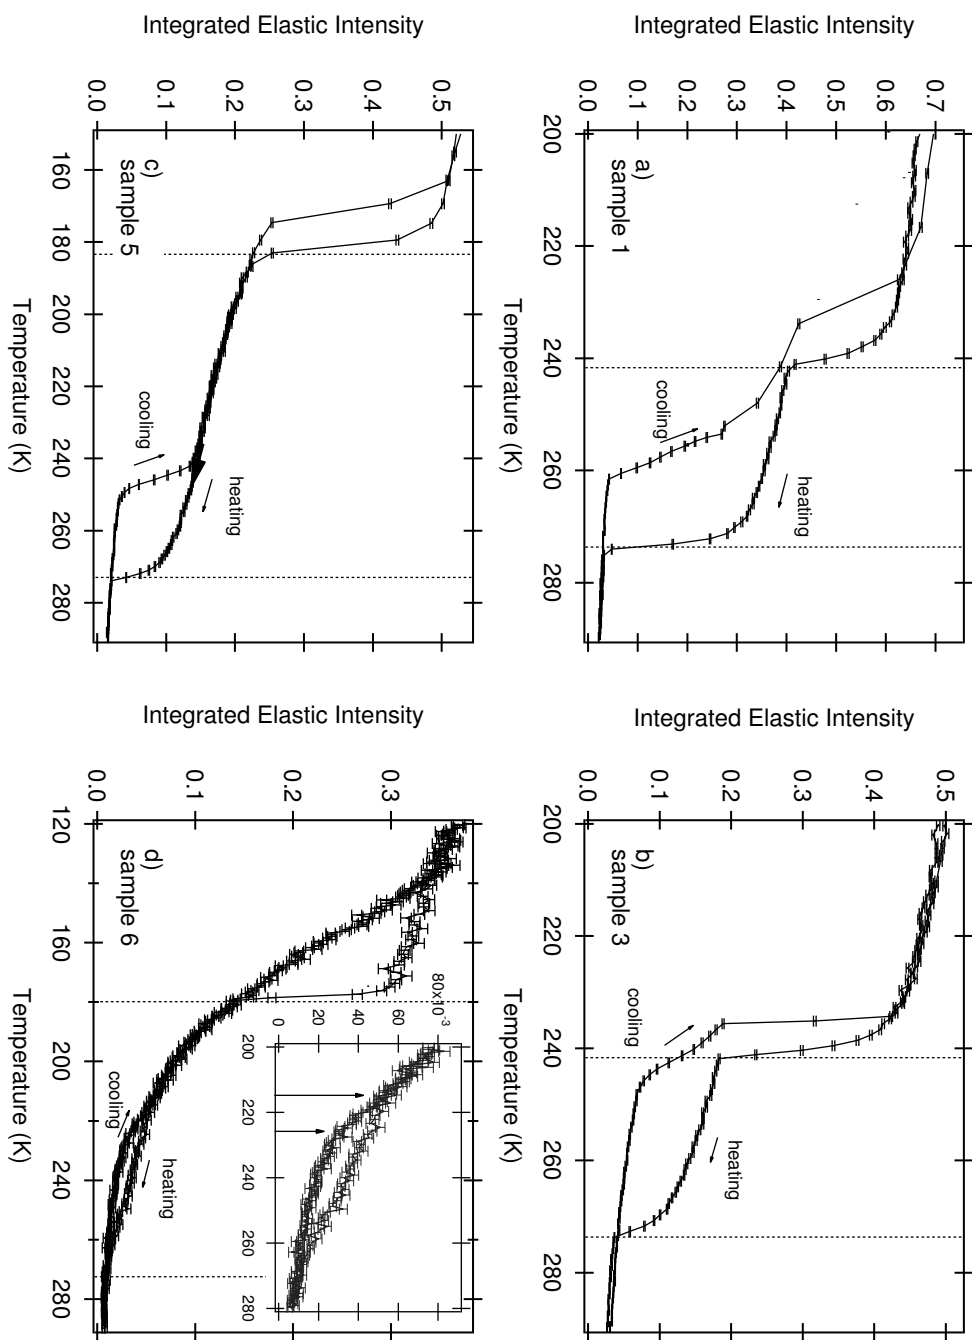 Integrated Elastic Intensity
0.7
0.6
0.5
0.4
0.3
0.2
0.1
0.0
200
220
240
260
280
Temperature (K)
a)
sample 1
cooling
heating
Integrated Elastic Intensity
0.5
0.4
0.3
0.2
0.1
0.0
200
220
240
260
280
Temperature (K)
b)
sample 3
cooling
heating
Integrated Elastic Intensity
0.5
0.4
0.3
0.2
0.1
0.0
160
180
200
220
240
260
280
Temperature (K)
c)
sample 5
cooling
heating
Integrated Elastic Intensity
0.3
0.2
0.1
0.0
120
160
200
240
280
Temperature (K)
d)
sample 6
cooling
heating
80x10-3
60
40
20
0
200
220
240
260
280